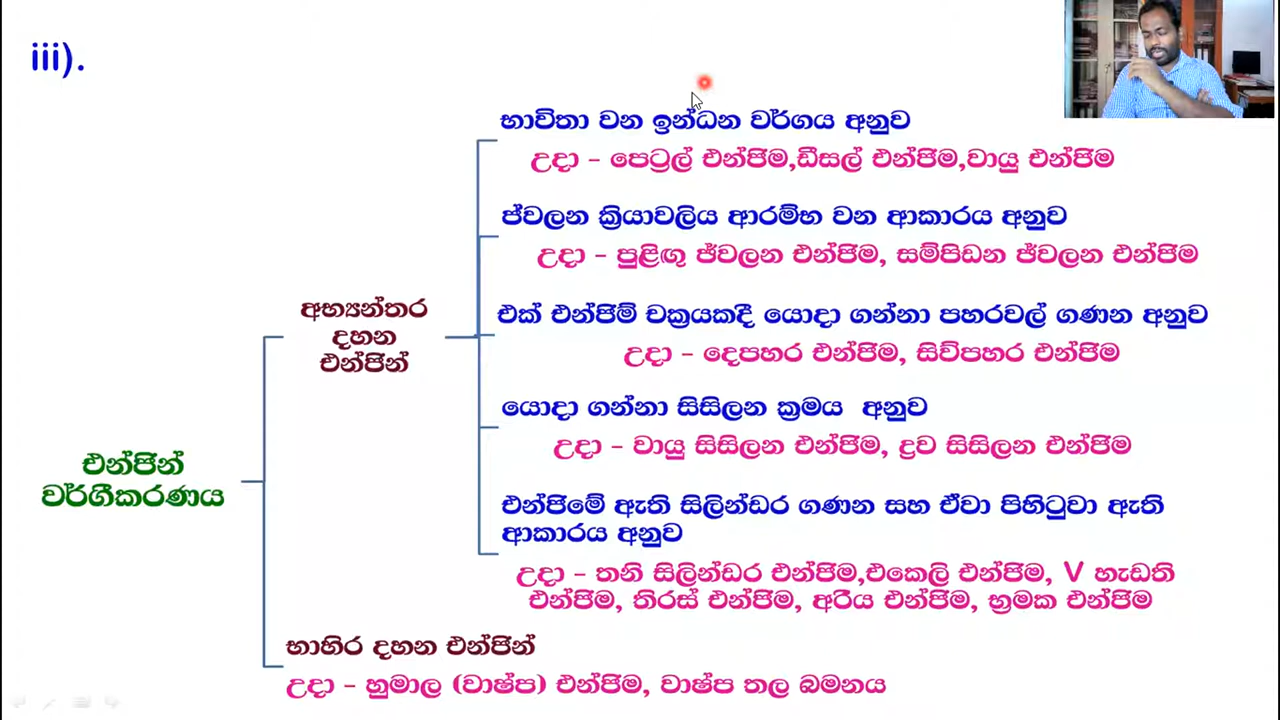 iii).
භාවිතා වන ඉන්ධන වර්ගය අනුව
උදා - පෙට්‍රල් එන්ජිම,ඩීසල් එන්ජිම,වායු එන්ජිම
ජ්වලන ක්‍රියාවලිය ආරම්භ වන ආකාරය අනුව
උදා - පුළිඟු ජ්වලන එන්ජිම, සම්පිඩන ජ්වලන එන්ජිම
එක් එන්ජිම් චක්‍රයකදී යොදා ගන්නා පහරවල් ගණන අනුව
උදා - දෙපහර එන්ජිම, සිව්පහර එන්ජිම
යොදා ගන්නා සිසිලන ක්‍රමය අනුව
උදා - වායු සිසිලන එන්ජිම, ද්‍රව සිසිලන එන්ජිම
එන්ජිමේ ඇති සිලින්ඩර ගණන සහ ඒවා පිහිටුවා ඇති
ආකාරය අනුව
උදා - තනි සිලින්ඩර එන්ජිම,එකෙලි එන්ජිම, V හැඩති
එන්ජිම, තිරස් එන්ජිම, අරීය එන්ජිම, භ්‍රමක එන්ජිම
අභ්‍යන්තර
දහන
එන්ජින්
එන්ජින්
වර්ගීකරණය
භාහිර දහන එන්ජින්
උදා - හුමාල (වාෂ්ප) එන්ජිම, වාෂ්ප තල බමනය